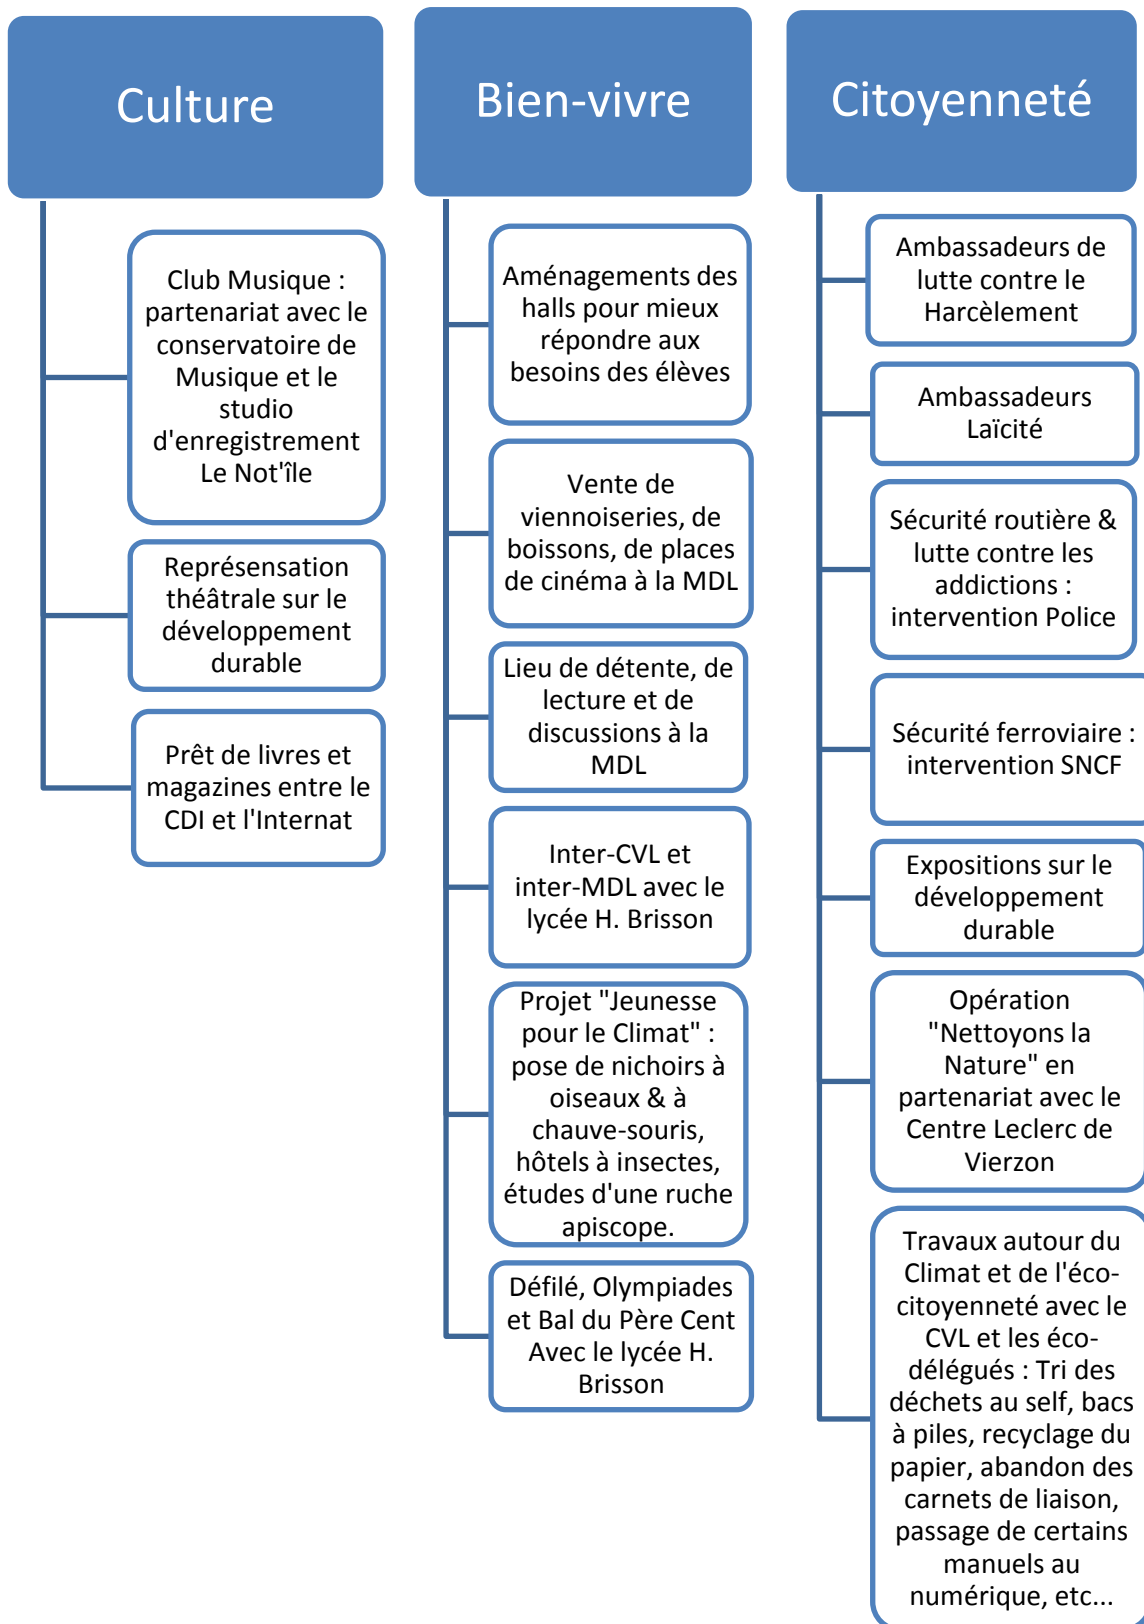 Culture
Club Musique :
partenariat avec le
conservatoire de
Musique et le
studio
d'enregistrement
Le Not'île
Représensation
théâtrale sur le
développement
durable
Prêt de livres et
magazines entre le
CDI et l'Internat
Bien-vivre
Aménagements des
halls pour mieux
répondre aux
besoins des élèves
Vente de
viennoiseries, de
boissons, de places
de cinéma à la MDL
Lieu de détente, de
lecture et de
discussions à la
MDL
Inter-CVL et
inter-MDL avec le
lycée H. Brisson
Projet "Jeunesse
pour le Climat" :
pose de nichoirs à
oiseaux & à
chauve-souris,
hôtels à insectes,
études d'une ruche
apiscope.
Défilé, Olympiades
et Bal du Père Cent
Avec le lycée H.
Brisson
Citoyenneté
Ambassadeurs de
lutte contre le
Harcèlement
Ambassadeurs
Laïcité
Sécurité routière &
lutte contre les
addictions :
intervention Police
Sécurité ferroviaire :
intervention SNCF
Expositions sur le
développement
durable
Opération
"Nettoyons la
Nature" en
partenariat avec le
Centre Leclerc de
Vierzon
Travaux autour du
Climat et de l'éco-
citoyenneté avec le
CVL et les éco-
délégués : Tri des
déchets au self, bacs
à piles, recyclage du
papier, abandon des
carnets de liaison,
passage de certains
manuels au
numérique, etc...